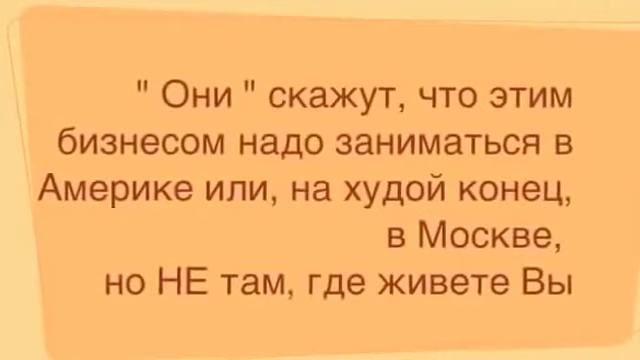 " Они " скажут, что этим
бизнесом надо заниматься в
Америке или, на худой конец,
в Москве,
но НЕ там, где живете Вы